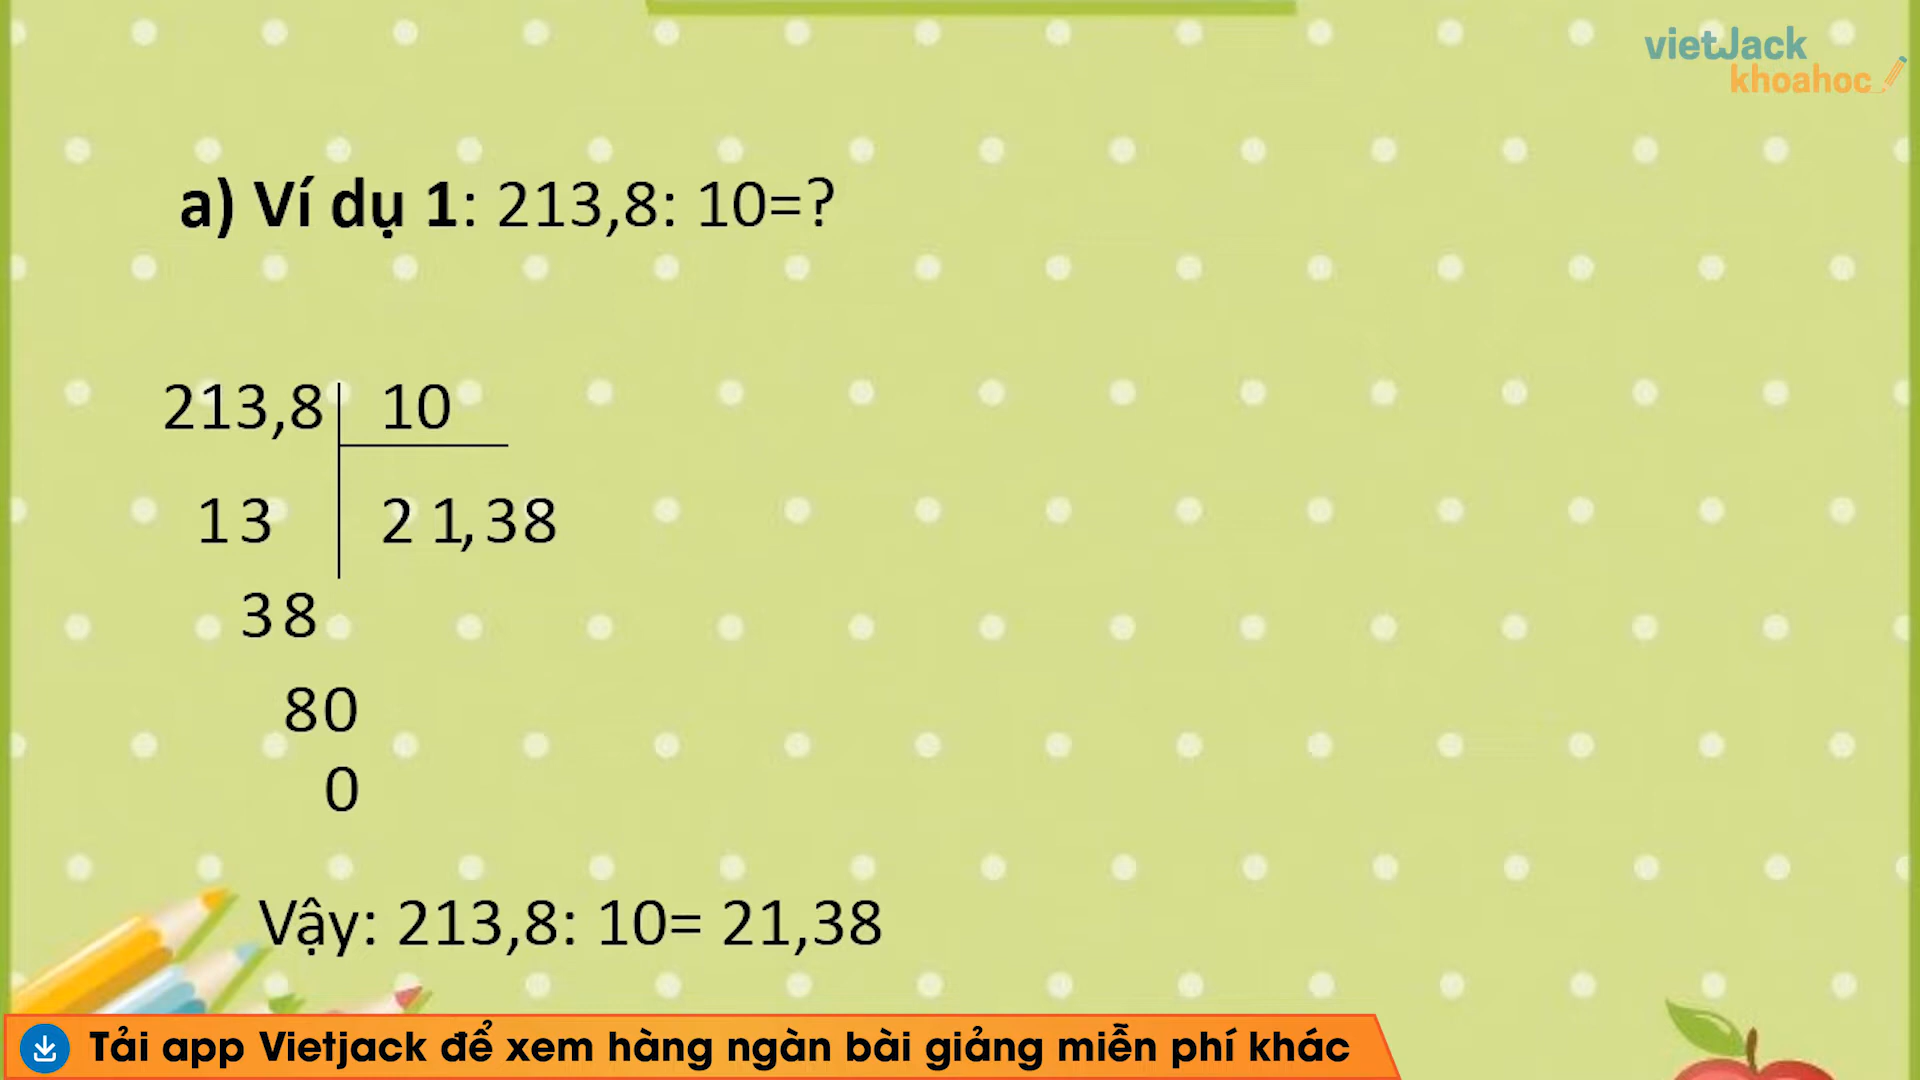 vietJack
khoahoc
a) Ví dụ 1: 213,8: 10=?
213,8 10
13 21,38
38
80
0
Vậy: 213,8: 10= 21,38
Tải app Vietjack để xem hàng ngàn bài giảng miễn phí khác